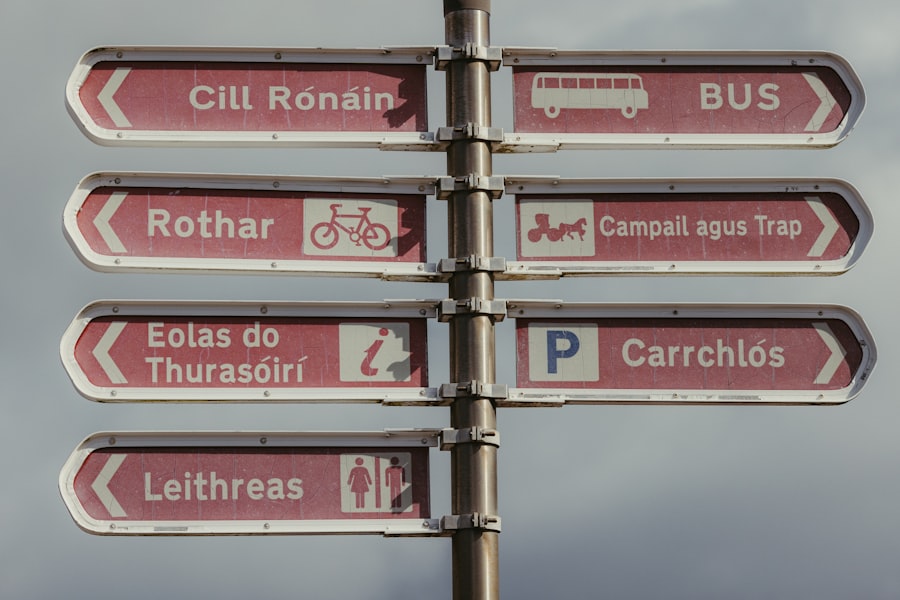 Cill Rónáin
Rothar
Eolas do
Thurasóirí
i
Leithreas
BUS
Campail agus Trap
P
Carrchlós